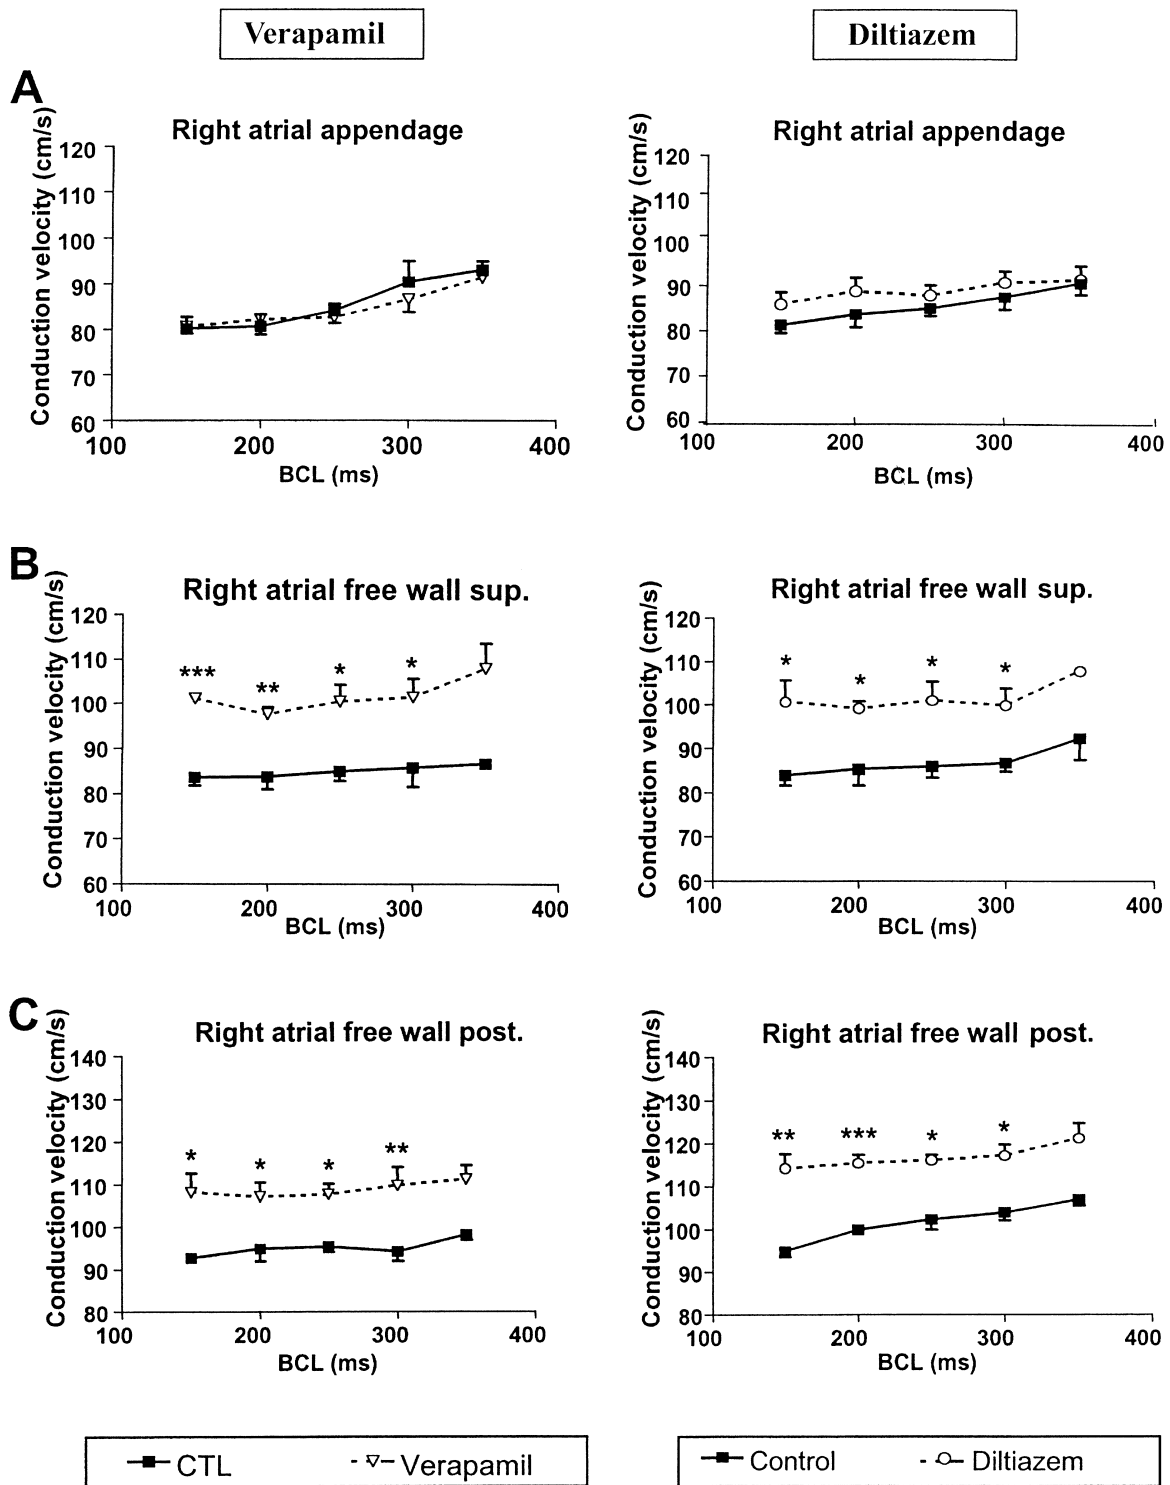 Verapamil
Diltiazem
A
Right atrial appendage
Conduction velocity (cm/s)
120
110
100
90
80
70
60
100 200 300 400
BCL (ms)
Right atrial appendage
Conduction velocity (cm/s)
120
110
100
90
80
70
60
100 200 300 400
BCL (ms)
B
Right atrial free wall sup.
Conduction velocity (cm/s)
120
110
100
90
80
70
60
*** ** * *
100 200 300 400
BCL (ms)
Right atrial free wall sup.
Conduction velocity (cm/s)
120
110
100
90
80
70
60
* * * *
100 200 300 400
BCL (ms)
C
Right atrial free wall post.
Conduction velocity (cm/s)
140
130
120
110
100
90
80
* * * **
100 200 300 400
BCL (ms)
Right atrial free wall post.
Conduction velocity (cm/s)
140
130
120
110
100
90
80
** *** * *
100 200 300 400
BCL (ms)
CTL Verapamil
Control Diltiazem